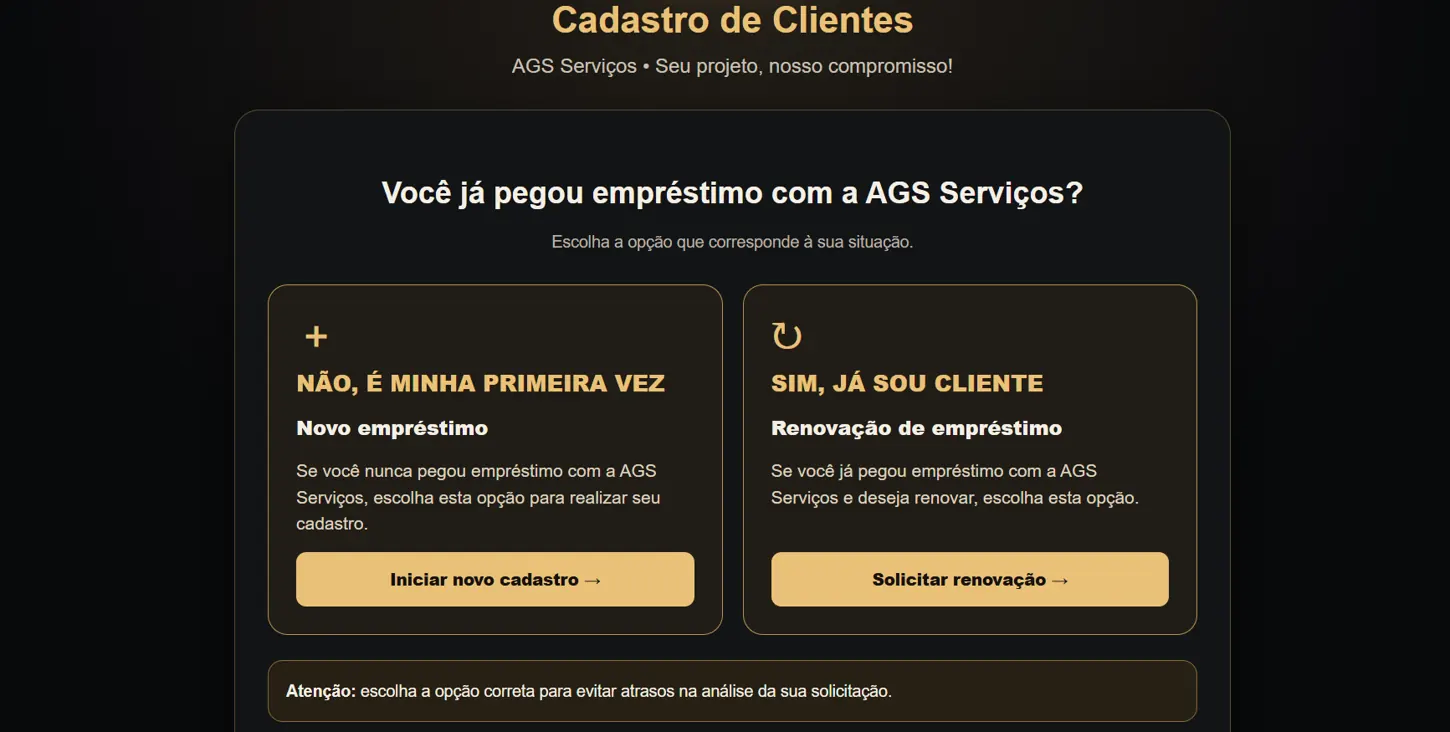 Cadastro de Clientes
AGS Serviços • Seu projeto, nosso compromisso!
Você já pegou empréstimo com a AGS Serviços?
Escolha a opção que corresponde à sua situação.
+
NÃO, É MINHA PRIMEIRA VEZ
Novo empréstimo
Se você nunca pegou empréstimo com a AGS
Serviços, escolha esta opção para realizar seu
cadastro.
Iniciar novo cadastro →
↻
SIM, JÁ SOU CLIENTE
Renovação de empréstimo
Se você já pegou empréstimo com a AGS
Serviços e deseja renovar, escolha esta opção.
Solicitar renovação →
Atenção: escolha a opção correta para evitar atrasos na análise da sua solicitação.